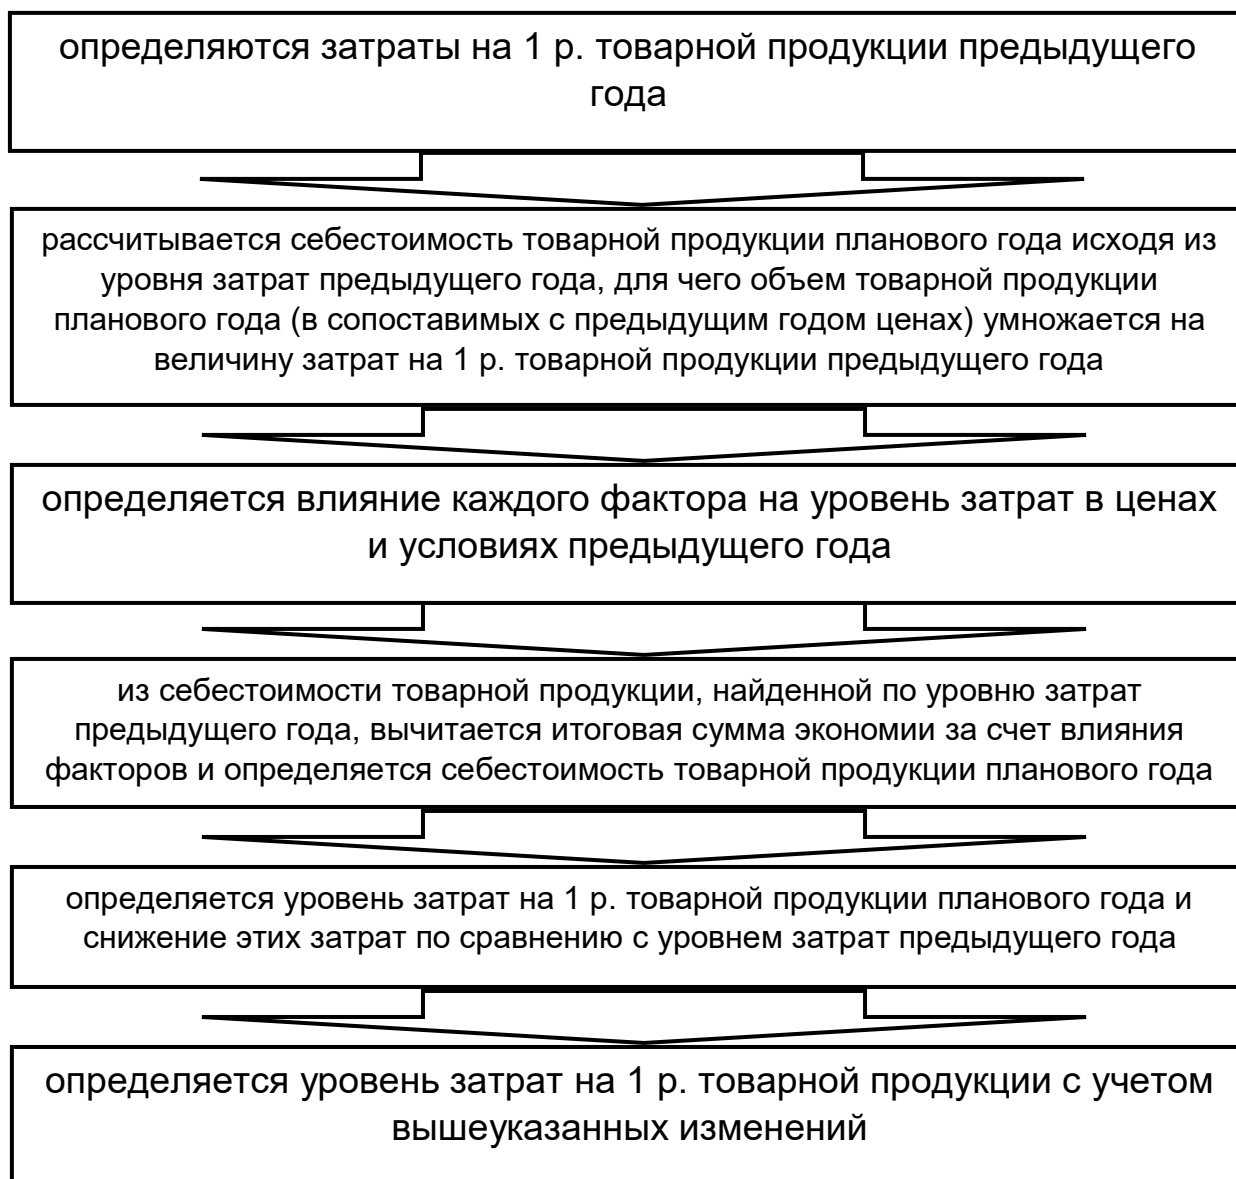 определяются затраты на 1 р. товарной продукции предыдущего
года
рассчитывается себестоимость товарной продукции планового года исходя из
уровня затрат предыдущего года, для чего объем товарной продукции
планового года (в сопоставимых с предыдущим годом ценах) умножается на
величину затрат на 1 р. товарной продукции предыдущего года
определяется влияние каждого фактора на уровень затрат в ценах
и условиях предыдущего года
из себестоимости товарной продукции, найденной по уровню затрат
предыдущего года, вычитается итоговая сумма экономии за счет влияния
факторов и определяется себестоимость товарной продукции планового года
определяется уровень затрат на 1 р. товарной продукции планового года и
снижение этих затрат по сравнению с уровнем затрат предыдущего года
определяется уровень затрат на 1 р. товарной продукции с учетом
вышеуказанных изменений